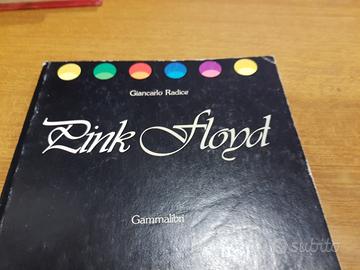 Giancarlo Radice
Pink Floyd
Gammalibri
subito